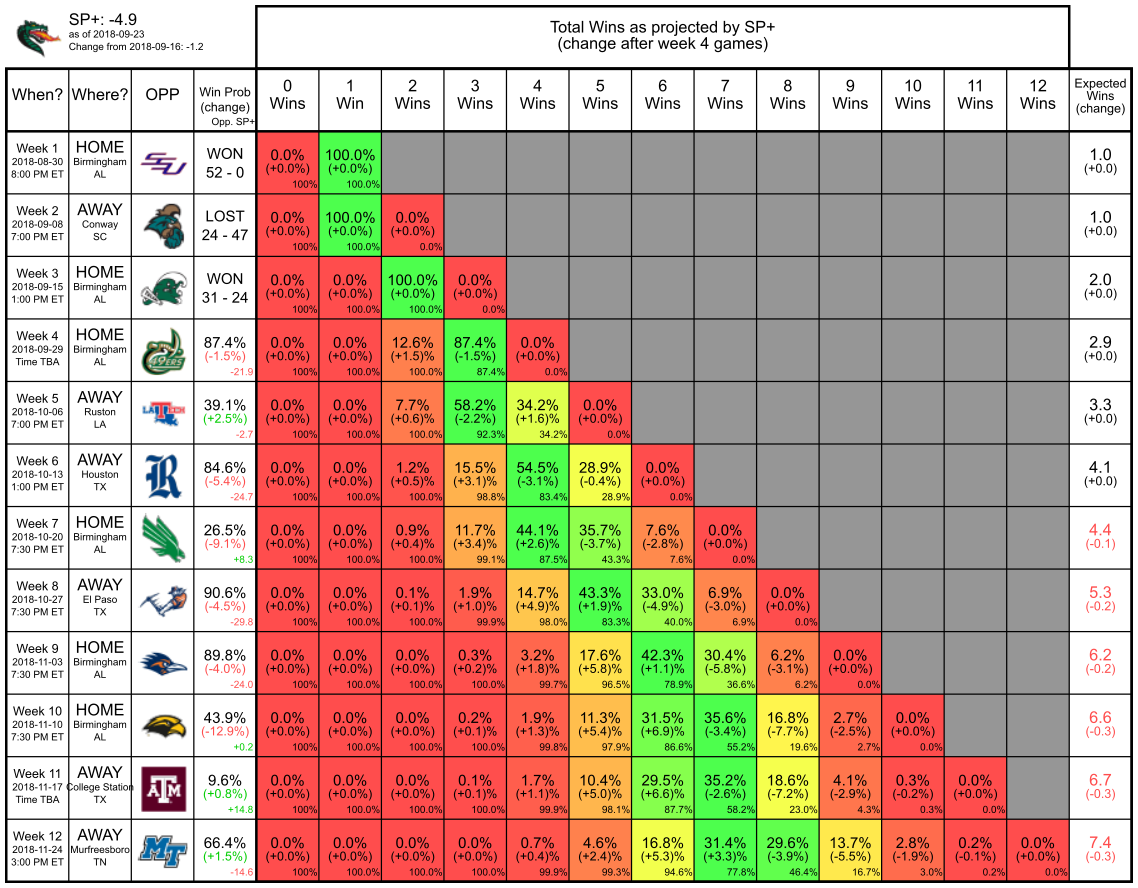 SP+: -4.9
as of 2018-09-23
Change from 2018-09-16: -1.2
Total Wins as projected by SP+
(change after week 4 games)
When? Where? OPP Win Prob (change) Opp. SP+ 0 Wins 1 Win 2 Wins 3 Wins 4 Wins 5 Wins 6 Wins 7 Wins 8 Wins 9 Wins 10 Wins 11 Wins 12 Wins Expected Wins (change)
Week 1 HOME WON 0.0% 100.0% 1.0
2018-08-30 Birmingham SSU 52 - 0 (+0.0%) (+0.0%) (+0.0)
8:00 PM ET AL 100% 100.0%
Week 2 AWAY LOST 0.0% 100.0% 0.0% 1.0
2018-09-08 Conway 24 - 47 (+0.0%) (+0.0%) (+0.0%) (+0.0)
7:00 PM ET SC 100% 100.0% 0.0%
Week 3 HOME WON 0.0% 0.0% 100.0% 0.0% 2.0
2018-09-15 Birmingham 31 - 24 (+0.0%) (+0.0%) (+0.0%) (+0.0%) (+0.0)
1:00 PM ET AL 100% 100.0% 100.0% 0.0%
Week 4 HOME 87.4% 0.0% 0.0% 12.6% 87.4% 0.0% 2.9
2018-09-29 Birmingham 49ERS (-1.5%) (+0.0%) (+0.0%) (+1.5)% (-1.5)% (+0.0%) (+0.0)
Time TBA AL -21.9 100% 100.0% 100.0% 87.4% 0.0%
Week 5 AWAY 39.1% 0.0% 0.0% 7.7% 58.2% 34.2% 0.0% 3.3
2018-10-06 Ruston LA TECH (+2.5%) (+0.0%) (+0.0%) (+0.6)% (-2.2)% (+1.6)% (+0.0%) (+0.0)
7:00 PM ET LA -2.7 100% 100.0% 100.0% 92.3% 34.2% 0.0%
Week 6 AWAY 84.6% 0.0% 0.0% 1.2% 15.5% 54.5% 28.9% 0.0% 4.1
2018-10-13 Houston R (-5.4%) (+0.0%) (+0.0%) (+0.5)% (+3.1)% (-3.1)% (-0.4)% (+0.0%) (+0.0)
1:00 PM ET TX -24.7 100% 100.0% 100.0% 98.8% 83.4% 28.9% 0.0%
Week 7 HOME 26.5% 0.0% 0.0% 0.9% 11.7% 44.1% 35.7% 7.6% 0.0% 4.4
2018-10-20 Birmingham (-9.1%) (+0.0%) (+0.0%) (+0.4)% (+3.4)% (+2.6)% (-3.7)% (-2.8)% (+0.0%) (-0.1)
7:30 PM ET AL +8.3 100% 100.0% 100.0% 99.1% 87.5% 43.3% 7.6% 0.0%
Week 8 AWAY 90.6% 0.0% 0.0% 0.1% 1.9% 14.7% 43.3% 33.0% 6.9% 0.0% 5.3
2018-10-27 El Paso (-4.5%) (+0.0%) (+0.0%) (+0.1)% (+1.0)% (+4.9)% (+1.9)% (-4.9)% (-3.0)% (+0.0%) (-0.2)
7:30 PM ET TX -29.8 100% 100.0% 100.0% 99.9% 98.0% 83.3% 40.0% 6.9% 0.0%
Week 9 HOME 89.8% 0.0% 0.0% 0.0% 0.3% 3.2% 17.6% 42.3% 30.4% 6.2% 0.0% 6.2
2018-11-03 Birmingham (-4.0%) (+0.0%) (+0.0%) (+0.0%) (+0.2)% (+1.8)% (+5.8)% (+1.1)% (-5.8)% (-3.1)% (+0.0%) (-0.2)
7:30 PM ET AL -24.0 100% 100.0% 100.0% 100.0% 99.7% 96.5% 78.9% 36.6% 6.2% 0.0%
Week 10 HOME 43.9% 0.0% 0.0% 0.0% 0.2% 1.9% 11.3% 31.5% 35.6% 16.8% 2.7% 0.0% 6.6
2018-11-10 Birmingham (-12.9%) (+0.0%) (+0.0%) (+0.0%) (+0.1)% (+1.3)% (+5.4)% (+6.9)% (-3.4)% (-7.7)% (-2.5)% (+0.0%) (-0.3)
7:30 PM ET AL +0.2 100% 100.0% 100.0% 100.0% 99.8% 97.9% 86.6% 55.2% 19.6% 2.7% 0.0%
Week 11 AWAY 9.6% 0.0% 0.0% 0.0% 0.1% 1.7% 10.4% 29.5% 35.2% 18.6% 4.1% 0.3% 0.0% 6.7
2018-11-17 College Station ATM (+0.8%) (+0.0%) (+0.0%) (+0.0%) (+0.1)% (+1.1)% (+5.0)% (+6.6)% (-2.6)% (-7.2)% (-2.9)% (-0.2)% (+0.0%) (-0.3)
Time TBA TX +14.8 100% 100.0% 100.0% 100.0% 99.9% 98.1% 87.7% 58.2% 23.0% 4.3% 0.3% 0.0%
Week 12 AWAY 66.4% 0.0% 0.0% 0.0% 0.0% 0.7% 4.6% 16.8% 31.4% 29.6% 13.7% 2.8% 0.2% 0.0% 7.4
2018-11-24 Murfreesboro MT (+1.5%) (+0.0%) (+0.0%) (+0.0%) (+0.0%) (+0.4)% (+2.4)% (+5.3)% (+3.3)% (-3.9)% (-5.5)% (-1.9)% (-0.1)% (+0.0%) (-0.3)
3:00 PM ET TN -14.6 100% 100.0% 100.0% 100.0% 99.9% 99.3% 94.6% 77.8% 46.4% 16.7% 3.0% 0.2% 0.0%